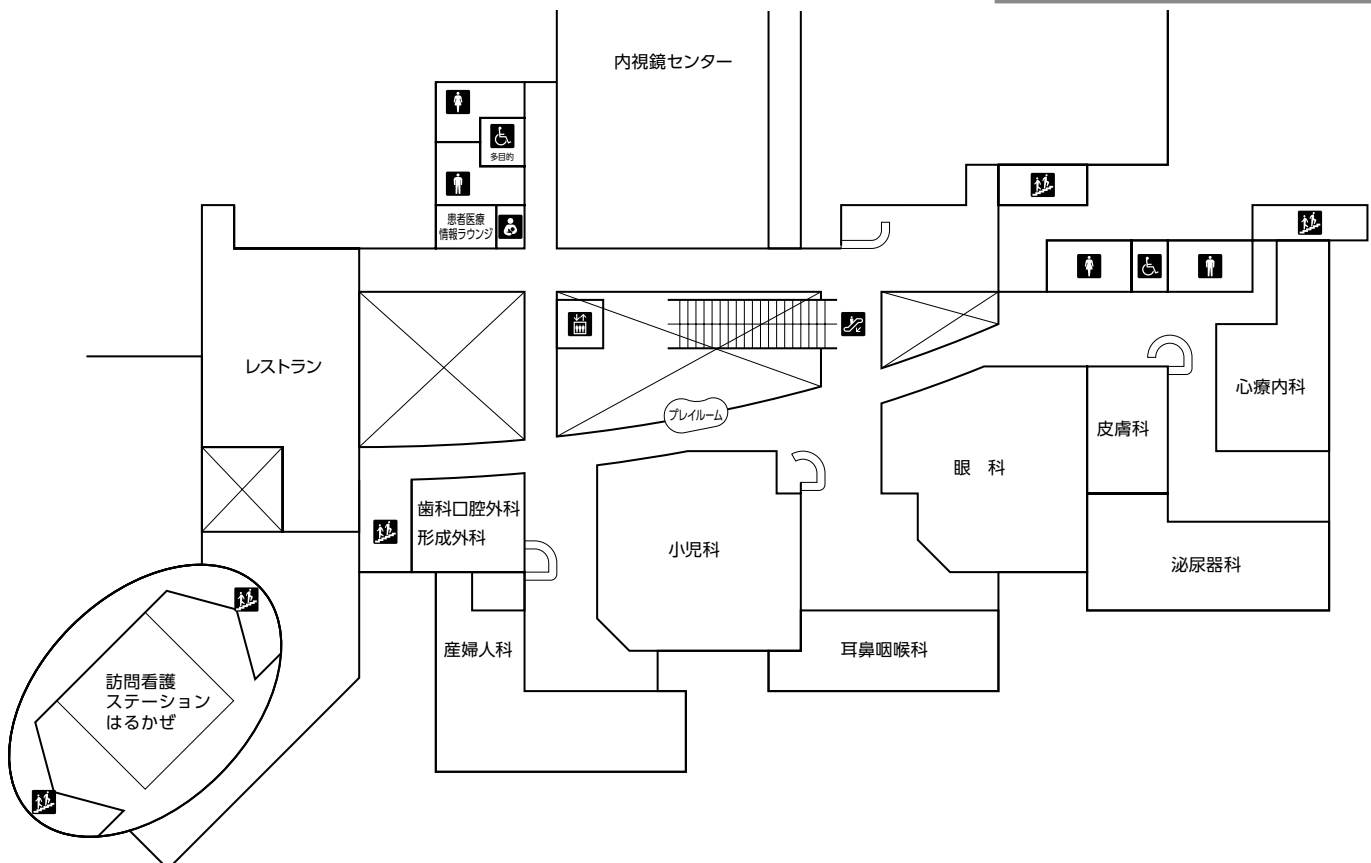 内視鏡センター
多目的
患者医療
情報ラウンジ
レストラン
プレイルーム
心療内科
皮膚科
眼　科
歯科口腔外科
形成外科
小児科
泌尿器科
産婦人科
耳鼻咽喉科
訪問看護
ステーション
はるかぜ